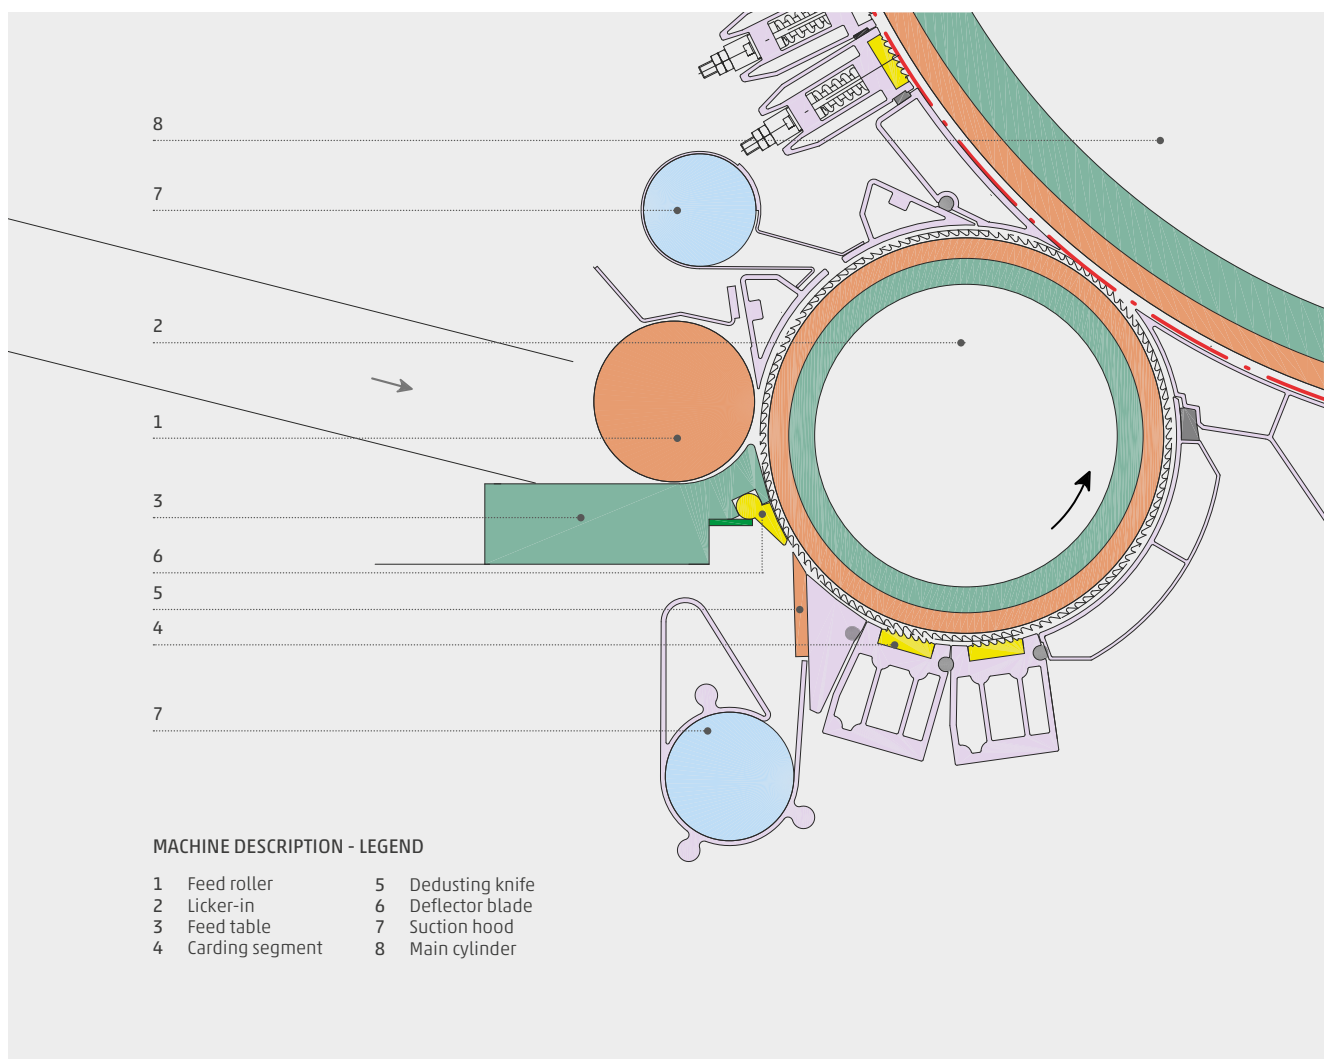 8
7
2
1
3
6
5
4
7
MACHINE DESCRIPTION - LEGEND
1 Feed roller
2 Licker-in
3 Feed table
4 Carding segment
5 Dedusting knife
6 Deflector blade
7 Suction hood
8 Main cylinder